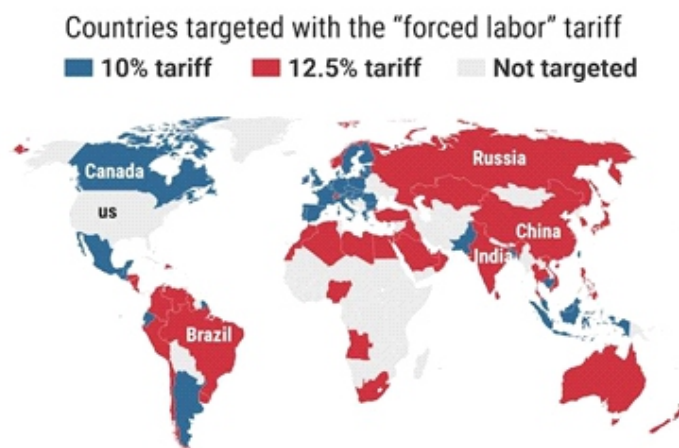 Countries targeted with the “forced labor” tariff
10% tariff 12.5% tariff Not targeted
Canada
Russia
US
China
India
Brazil